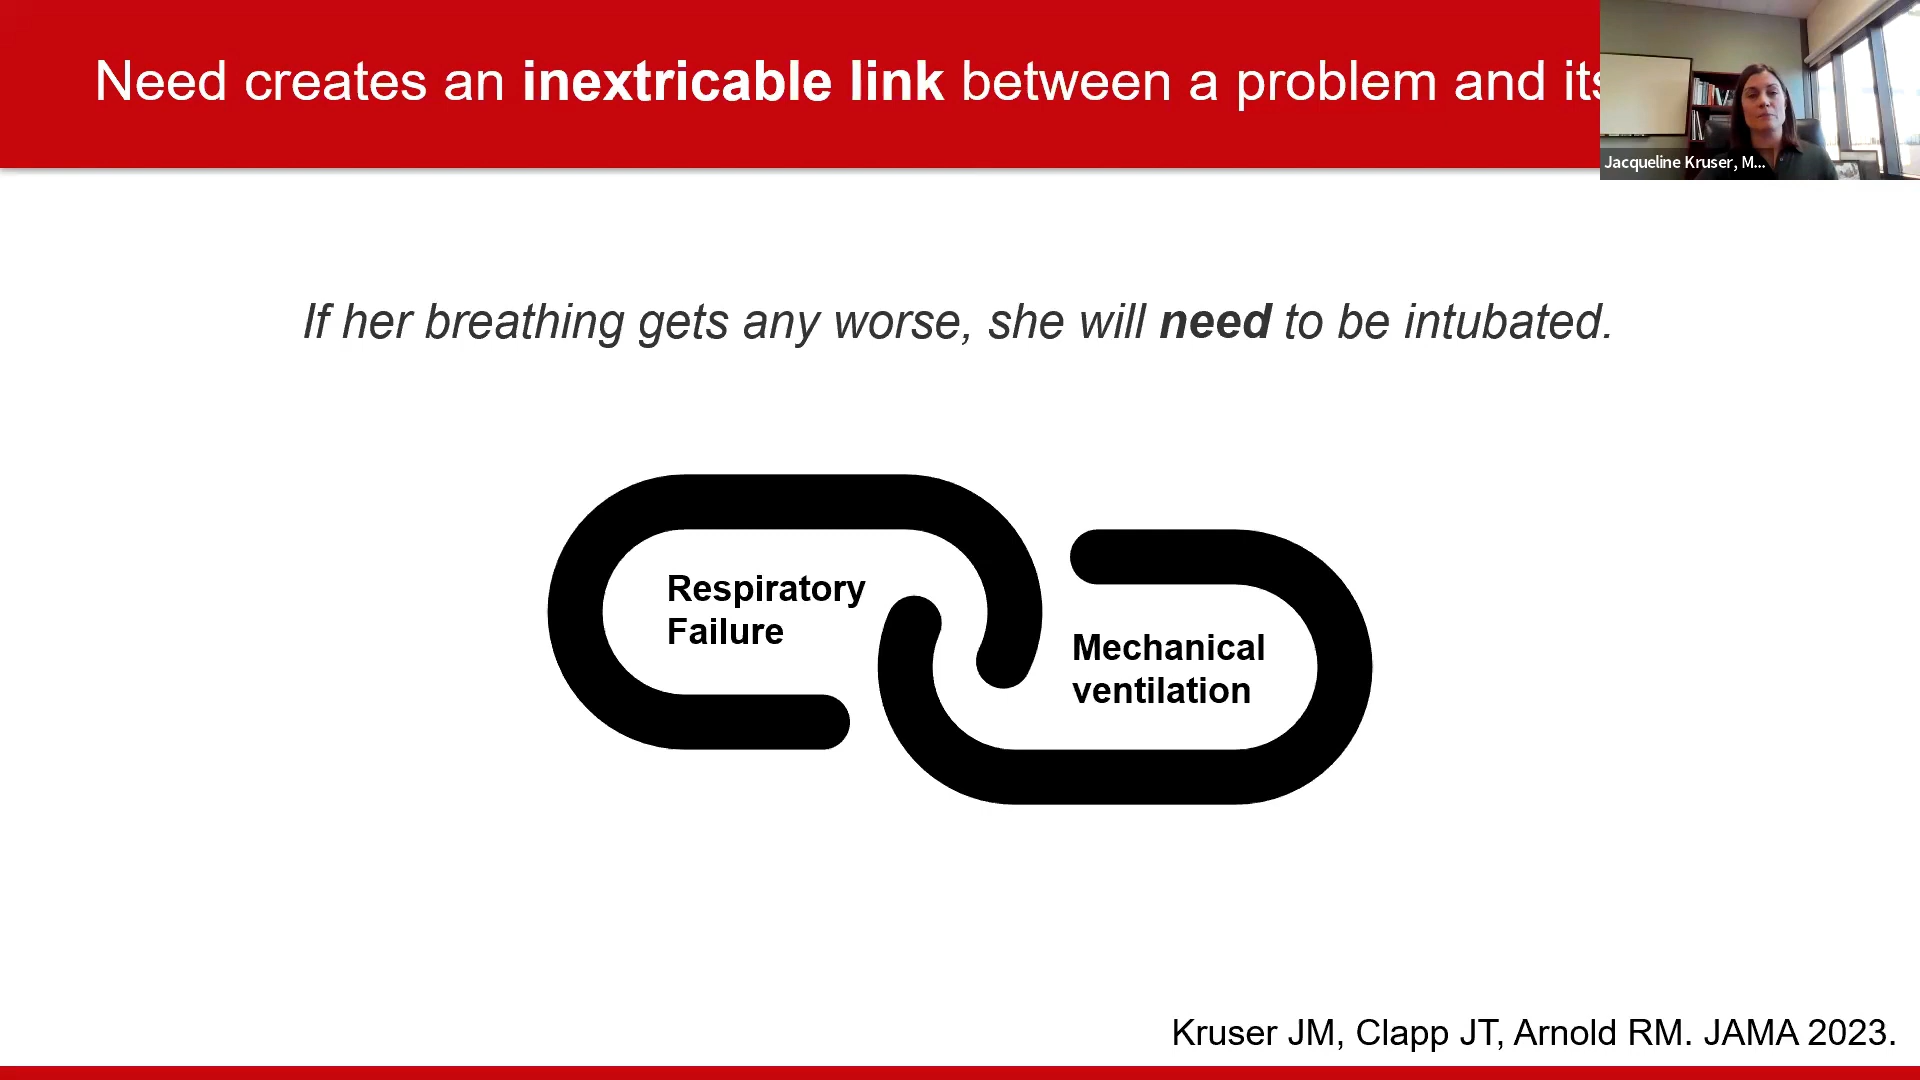 Need creates an inextricable link between a problem and its
Jacqueline Kruser, M...
If her breathing gets any worse, she will need to be intubated.
Respiratory
Failure
Mechanical
ventilation
Kruser JM, Clapp JT, Arnold RM. JAMA 2023.